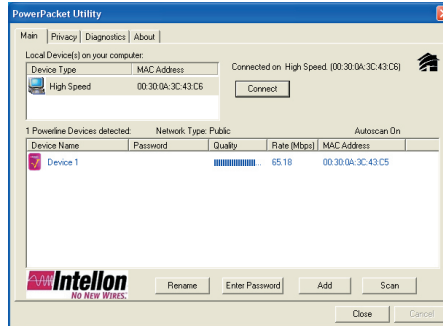 PowerPacket Utility
Main Privacy Diagnostics About
Local Device(s) on your computer:
Device Type MAC Address
High Speed 00:30:0A:3C:43:C6
Connected on High Speed. (00:30:0A:3C:43:C6)
Connect
1 Powerline Devices detected: Network Type: Public Autoscan On
Device Name Password Quality Rate (Mbps) MAC Address
Device 1 65.18 00:30:0A:3C:43:C5
Intellon
NO NEW WIRES.
Rename Enter Password Add Scan
Close Cancel